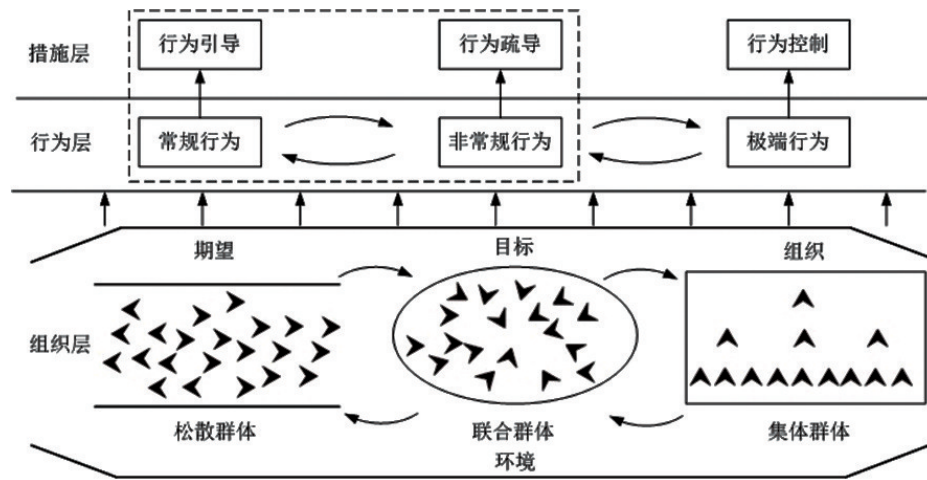 措施层
行为引导
行为疏导
行为控制
行为层
常规行为
非常规行为
极端行为
期望
目标
组织
组织层
松散群体
联合群体
集体群体
环境